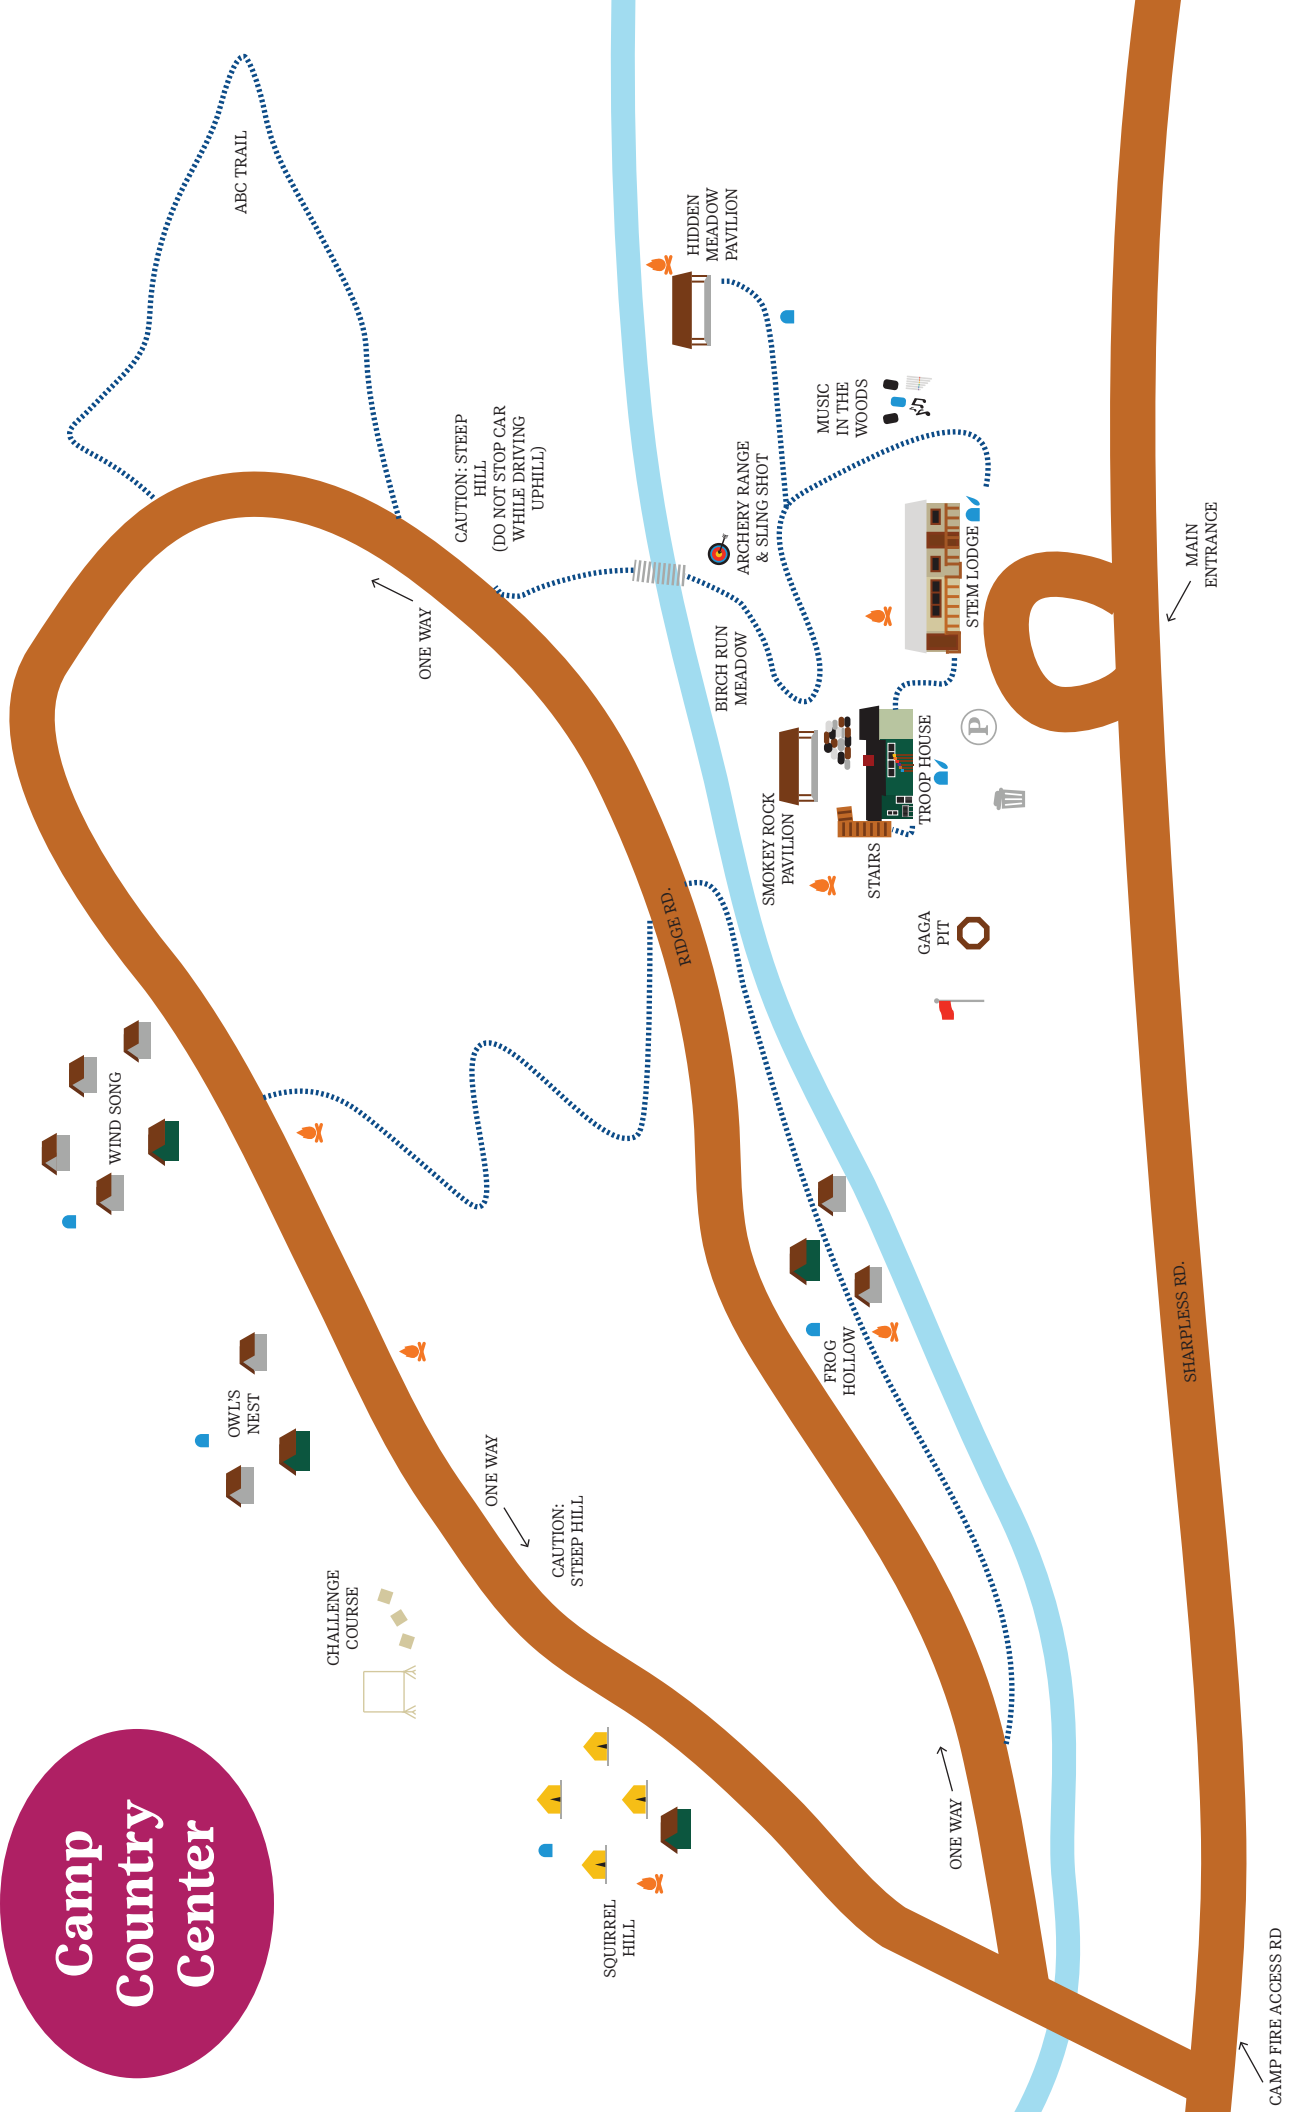 Camp
Country
Center
ABC TRAIL
CAUTION: STEEP
HILL
(DO NOT STOP CAR
WHILE DRIVING
UPHILL)
ONE WAY
HIDDEN
MEADOW
PAVILION
MUSIC
IN THE
WOODS
ARCHERY RANGE
& SLING SHOT
BIRCH RUN
MEADOW
STEM LODGE
MAIN
ENTRANCE
TROOP HOUSE
P
SMOKEY ROCK
PAVILION
STAIRS
GAGA
PIT
RIDGE RD.
WIND SONG
OWL'S
NEST
FROG
HOLLOW
SHARPLESS RD.
ONE WAY
CAUTION:
STEEP HILL
CHALLENGE
COURSE
SQUIRREL
HILL
ONE WAY
CAMP FIRE ACCESS RD